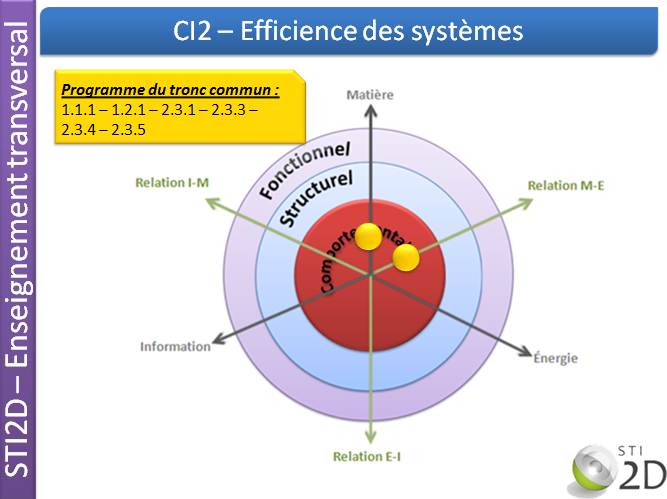 CI2 – Efficience des systèmes
STI2D – Enseignement transversal
Programme du tronc commun :
1.1.1 – 1.2.1 – 2.3.1 – 2.3.3 –
2.3.4 – 2.3.5
Matière
Fonctionnel
Structurel
Relation I-M
Relation M-E
Information
Énergie
Relation E-I
STI
2D